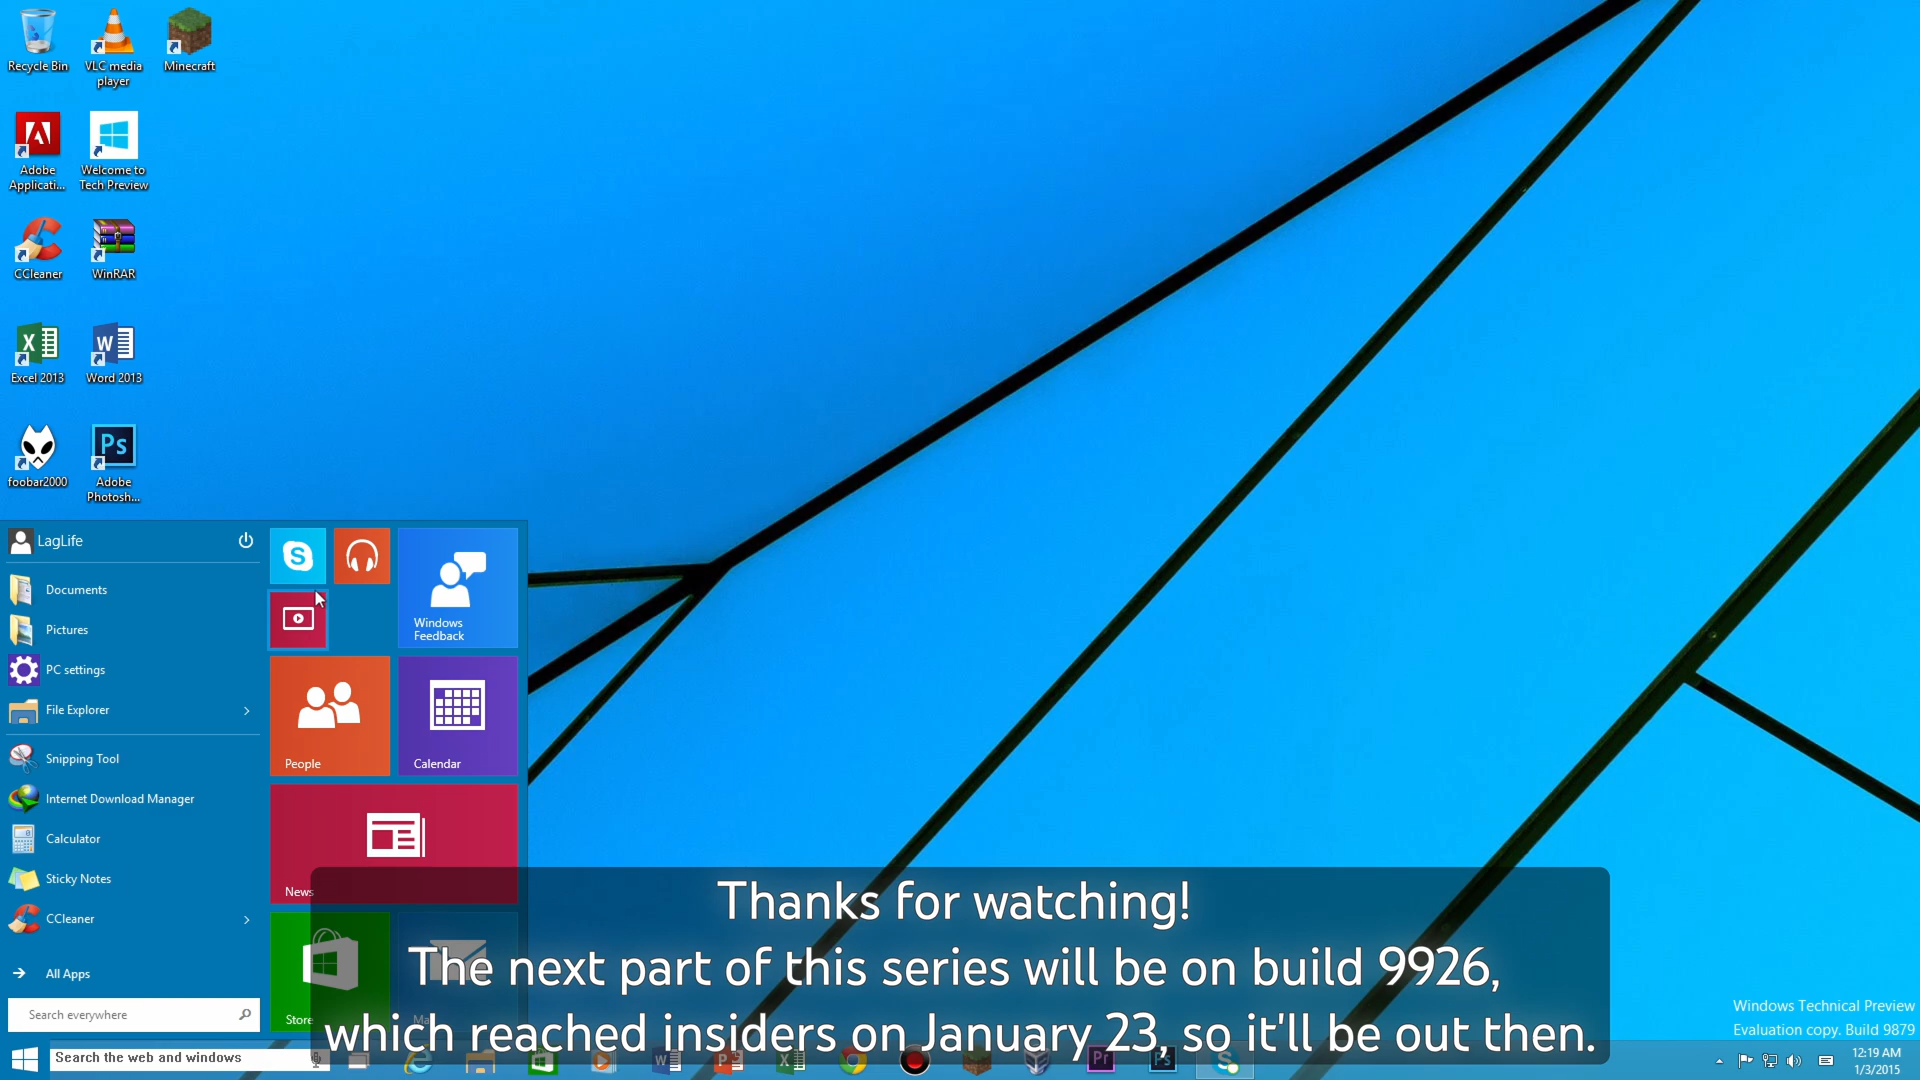 Recycle Bin
VLC media
player
Minecraft
Adobe
Applicati...
Welcome to
Tech Preview
CCleaner
WinRAR
Excel 2013
Word 2013
foobar2000
Ps
Adobe
Photosh...
LagLife
Documents
Pictures
PC settings
File Explorer
Snipping Tool
Internet Download Manager
Calculator
Sticky Notes
CCleaner
All Apps
Search everywhere
Windows
Feedback
People
Calendar
News
Store
Thanks for watching!
The next part of this series will be on build 9926,
which reached insiders on January 23, so it'll be out then.
Search the web and windows
Pr
Ps
Windows Technical Preview
Evaluation copy. Build 9879
12:19 AM
1/3/2015